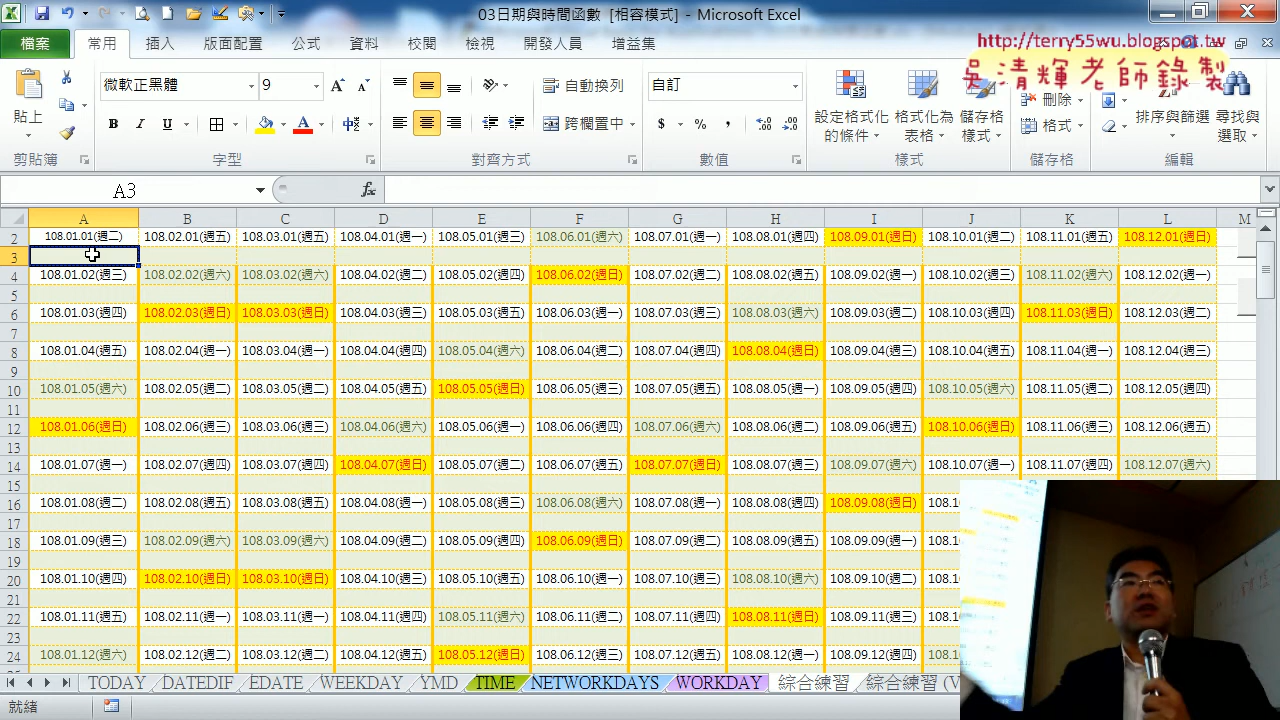 03日期與時間函數 [相容模式] - Microsoft Excel
http://terry55wu.blogspot.tw
吳清輝老師錄製
檔案 常用 插入 版面配置 公式 資料 校閱 檢視 開發人員 增益集
微軟正黑體 9 自動換列 自訂
貼上 B I U 中 跨欄置中 $ % , 設定格式化的條件 格式化為表格 儲存格樣式 刪除 格式 排序與篩選 尋找與選取
剪貼簿 字型 對齊方式 數值 樣式 儲存格 編輯
A3 fx
A B C D E F G H I J K L M
2 108.01.01(週二) 108.02.01(週五) 108.03.01(週五) 108.04.01(週一) 108.05.01(週三) 108.06.01(週六) 108.07.01(週一) 108.08.01(週四) 108.09.01(週日) 108.10.01(週二) 108.11.01(週五) 108.12.01(週日)
3
4 108.01.02(週三) 108.02.02(週六) 108.03.02(週六) 108.04.02(週二) 108.05.02(週四) 108.06.02(週日) 108.07.02(週二) 108.08.02(週五) 108.09.02(週一) 108.10.02(週三) 108.11.02(週六) 108.12.02(週一)
5
6 108.01.03(週四) 108.02.03(週日) 108.03.03(週日) 108.04.03(週三) 108.05.03(週五) 108.06.03(週一) 108.07.03(週三) 108.08.03(週六) 108.09.03(週二) 108.10.03(週四) 108.11.03(週日) 108.12.03(週二)
7
8 108.01.04(週五) 108.02.04(週一) 108.03.04(週一) 108.04.04(週四) 108.05.04(週六) 108.06.04(週二) 108.07.04(週四) 108.08.04(週日) 108.09.04(週三) 108.10.04(週五) 108.11.04(週一) 108.12.04(週三)
9
10 108.01.05(週六) 108.02.05(週二) 108.03.05(週二) 108.04.05(週五) 108.05.05(週日) 108.06.05(週三) 108.07.05(週五) 108.08.05(週一) 108.09.05(週四) 108.10.05(週六) 108.11.05(週二) 108.12.05(週四)
11
12 108.01.06(週日) 108.02.06(週三) 108.03.06(週三) 108.04.06(週六) 108.05.06(週一) 108.06.06(週四) 108.07.06(週六) 108.08.06(週二) 108.09.06(週五) 108.10.06(週日) 108.11.06(週三) 108.12.06(週五)
13
14 108.01.07(週一) 108.02.07(週四) 108.03.07(週四) 108.04.07(週日) 108.05.07(週二) 108.06.07(週五) 108.07.07(週日) 108.08.07(週三) 108.09.07(週六) 108.10.07(週一) 108.11.07(週四) 108.12.07(週六)
15
16 108.01.08(週二) 108.02.08(週五) 108.03.08(週五) 108.04.08(週一) 108.05.08(週三) 108.06.08(週六) 108.07.08(週一) 108.08.08(週四) 108.09.08(週日) 108.1
17
18 108.01.09(週三) 108.02.09(週六) 108.03.09(週六) 108.04.09(週二) 108.05.09(週四) 108.06.09(週日) 108.07.09(週二) 108.08.09(週五) 108.09.09(週一) 108.1
19
20 108.01.10(週四) 108.02.10(週日) 108.03.10(週日) 108.04.10(週三) 108.05.10(週五) 108.06.10(週一) 108.07.10(週三) 108.08.10(週六) 108.09.10(週二) 108.1
21
22 108.01.11(週五) 108.02.11(週一) 108.03.11(週一) 108.04.11(週四) 108.05.11(週六) 108.06.11(週二) 108.07.11(週四) 108.08.11(週日) 108.09.11(週三) 108.1
23
24 108.01.12(週六) 108.02.12(週二) 108.03.12(週二) 108.04.12(週五) 108.05.12(週日) 108.06.12(週三) 108.07.12(週五) 108.08.12(週一) 108.09.12(週四) 108.1
TODAY DATEDIF EDATE WEEKDAY YMD TIME NETWORKDAYS WORKDAY 綜合練習 綜合練習 (V
就緒